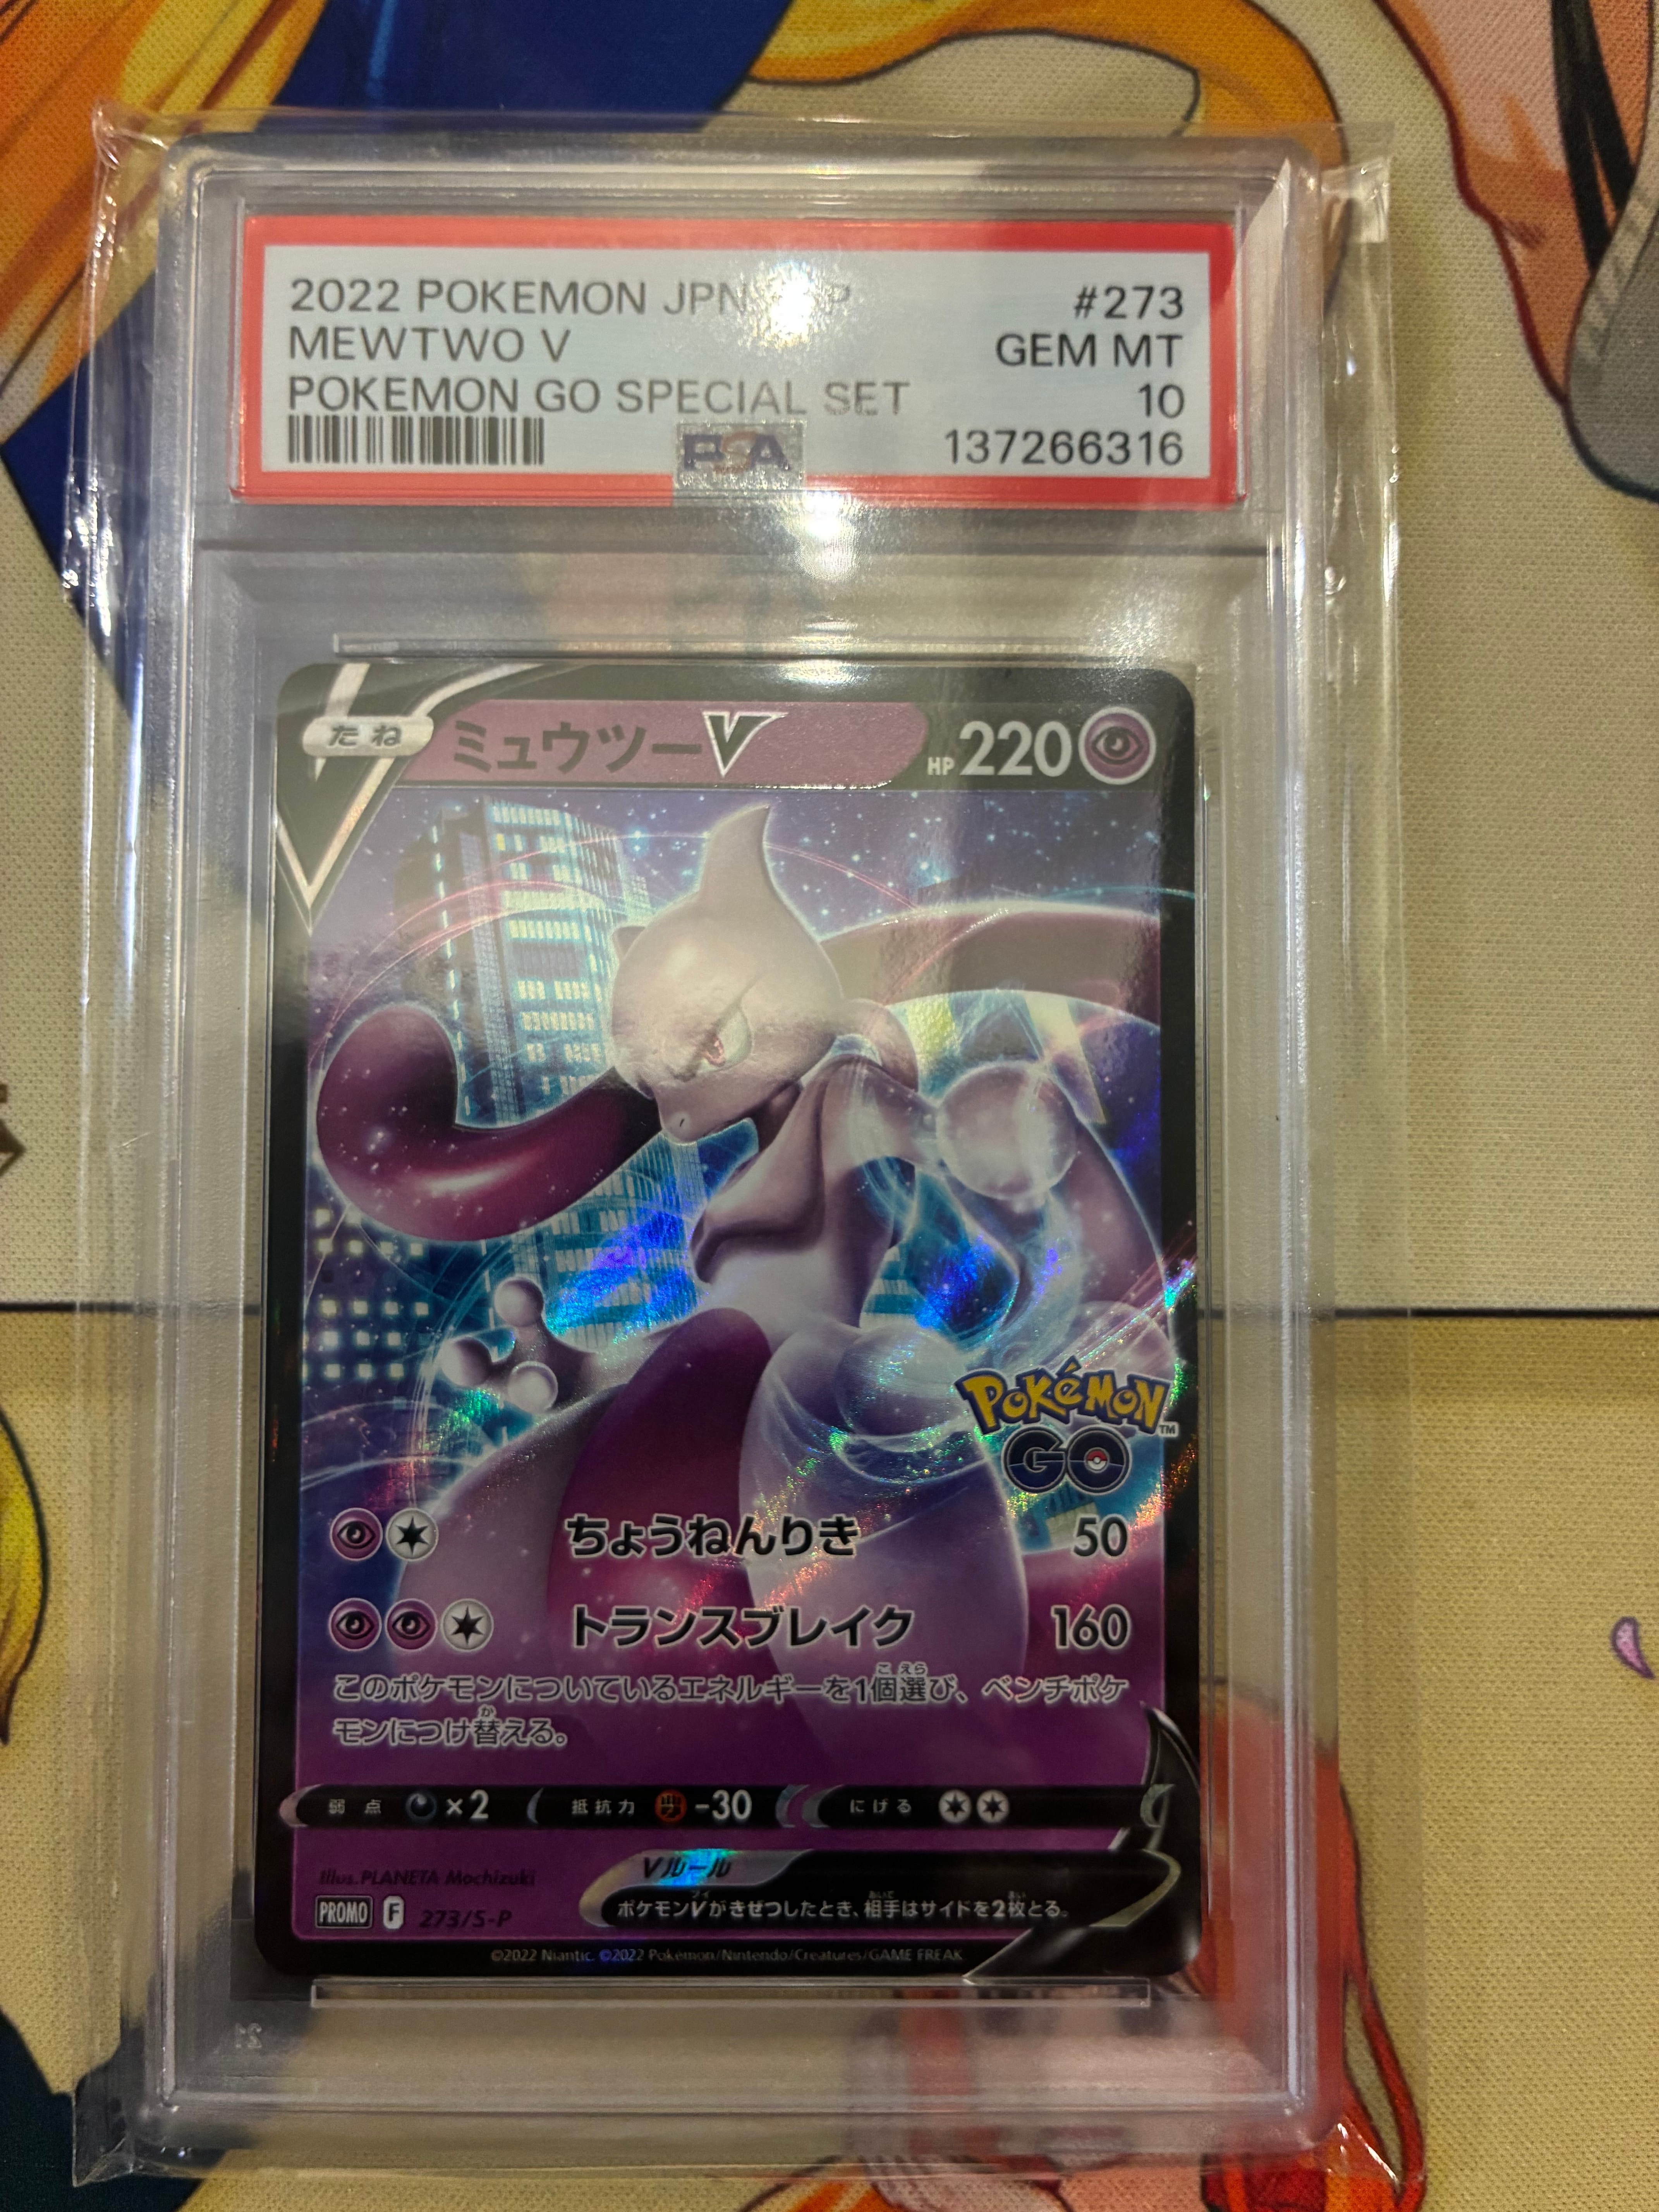 2022 POKEMON JPN P
#273
MEWTWO V
GEM MT
POKEMON GO SPECIAL SET
10
PSA
137266316
たね
ミュウツーV
HP220
POKéMON
TM
GO
ちょうねんりき
50
トランスブレイク
160
このポケモンについているエネルギーを1個選び、ベンチポケ
モンにつけ替える。
弱点 ×2
抵抗力 -30
にげる
Illus. PLANETA Mochizuki
Vルール
PROMO F 273/S-P
ポケモンVがきぜつしたとき、相手はサイドを2枚とる。
©2022 Niantic. ©2022 Pokémon/Nintendo/Creatures/GAME FREAK